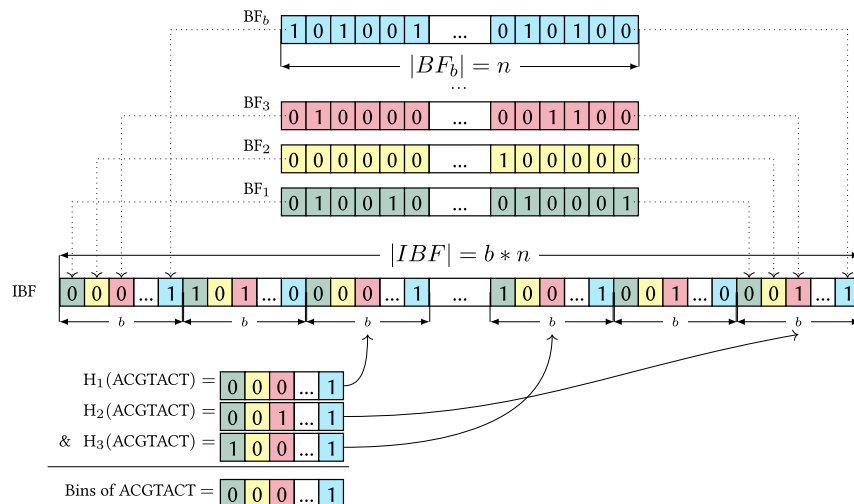 BF_b 1 0 1 0 0 1 ... 0 1 0 1 0 0
|BF_b| = n
...
BF_3 0 1 0 0 0 0 ... 0 0 1 1 0 0
BF_2 0 0 0 0 0 0 ... 1 0 0 0 0 0
BF_1 0 1 0 0 1 0 ... 0 1 0 0 0 1
|IBF| = b * n
IBF 0 0 0 ... 1 1 0 1 ... 0 0 0 0 ... 1 ... 1 0 0 ... 1 0 0 1 ... 0 0 0 1 ... 1
b b b b b b
H_1(ACGTACT) = 0 0 0 ... 1
H_2(ACGTACT) = 0 0 1 ... 1
& H_3(ACGTACT) = 1 0 0 ... 1
Bins of ACGTACT = 0 0 0 ... 1